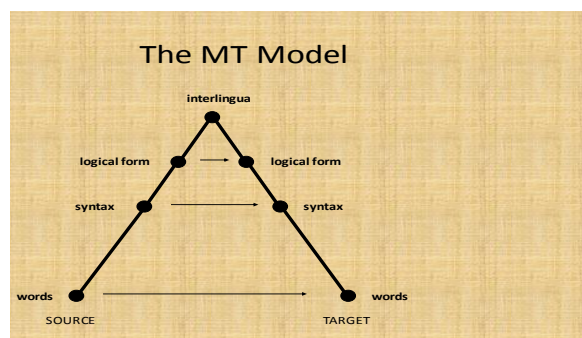 The MT Model
interlingua
logical form logical form
syntax syntax
words words
SOURCE TARGET